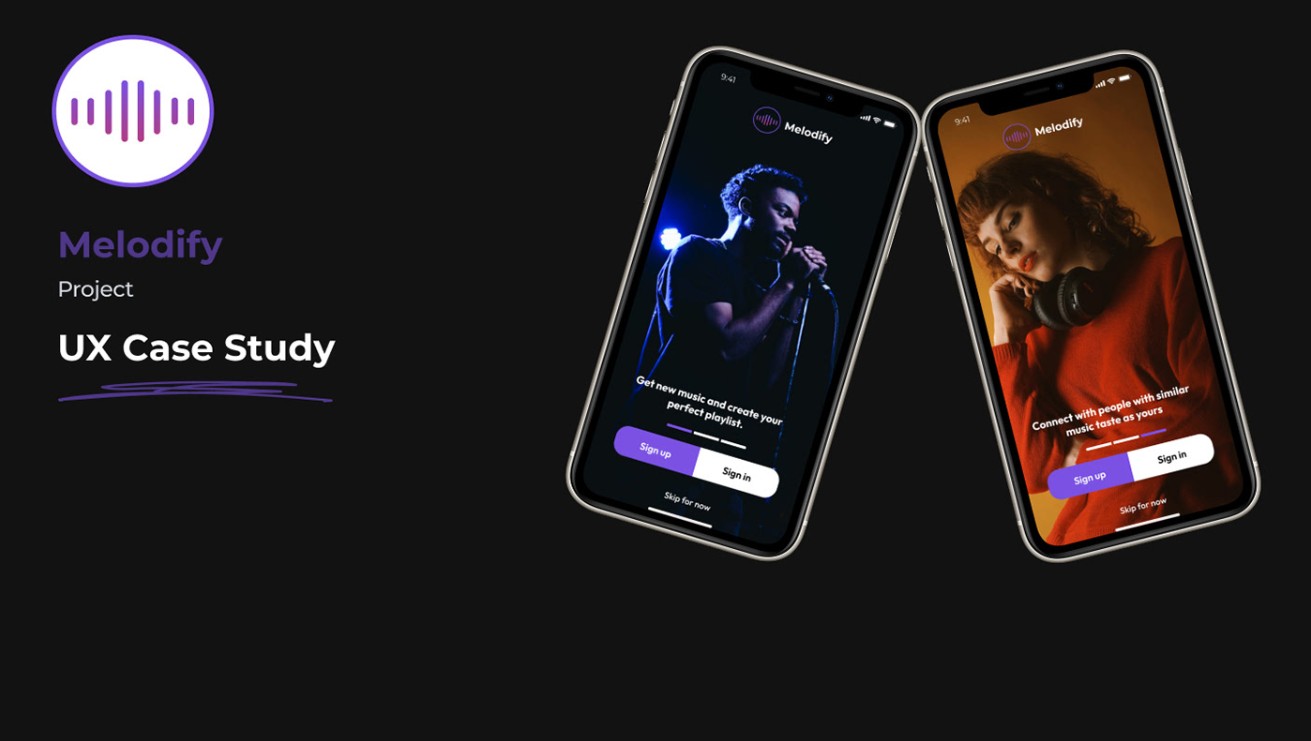 Melodify
Project
UX Case Study
9:41
Melodify
Get new music and create your
perfect playlist.
Sign up
Sign in
Skip for now
9:41
Melodify
Connect with people with similar
music taste as yours
Sign up
Sign in
Skip for now